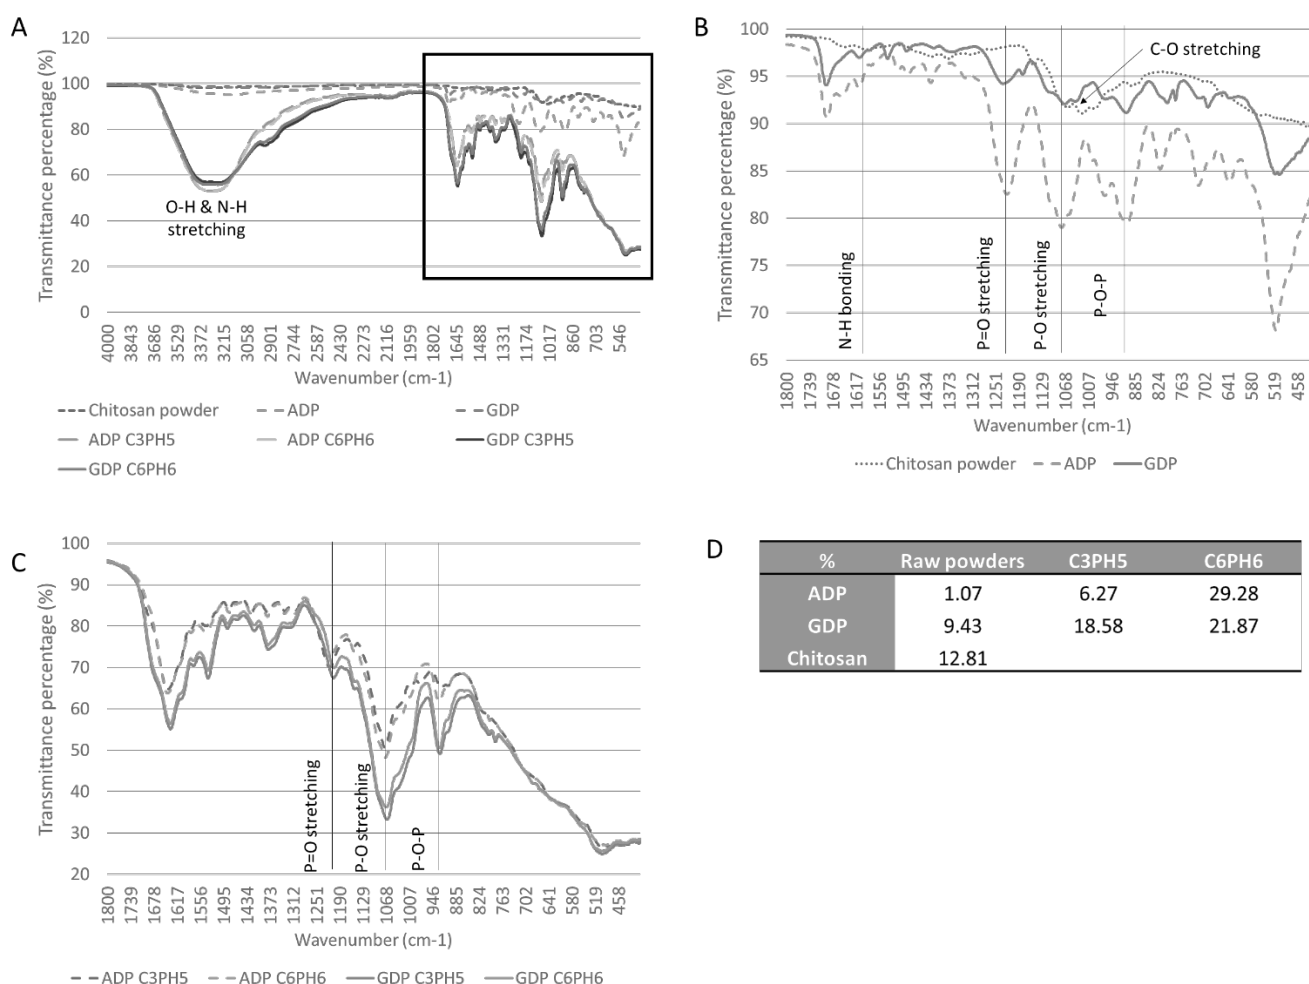 A
Transmittance percentage (%)
120
100
80
60
40
20
0
O-H & N-H
stretching
4000 3843 3686 3529 3372 3215 3058 2901 2744 2587 2430 2273 2116 1959 1802 1645 1488 1331 1174 1017 860 703 546
Wavenumber (cm-1)
Chitosan powder ADP GDP
ADP C3PH5 ADP C6PH6 GDP C3PH5
GDP C6PH6
B
Transmittance percentage (%)
100
95
90
85
80
75
70
65
C-O stretching
N-H bonding
P=O stretching
P-O stretching
P-O-P
1800 1739 1678 1617 1556 1495 1434 1373 1312 1251 1190 1129 1068 1007 946 885 824 763 702 641 580 519 458
Wavenumber (cm-1)
Chitosan powder ADP GDP
C
Transmittance percentage (%)
100
90
80
70
60
50
40
30
20
P=O stretching
P-O stretching
P-O-P
1800 1739 1678 1617 1556 1495 1434 1373 1312 1251 1190 1129 1068 1007 946 885 824 763 702 641 580 519 458
Wavenumber (cm-1)
ADP C3PH5 ADP C6PH6 GDP C3PH5 GDP C6PH6
D
% Raw powders C3PH5 C6PH6
ADP 1.07 6.27 29.28
GDP 9.43 18.58 21.87
Chitosan 12.81